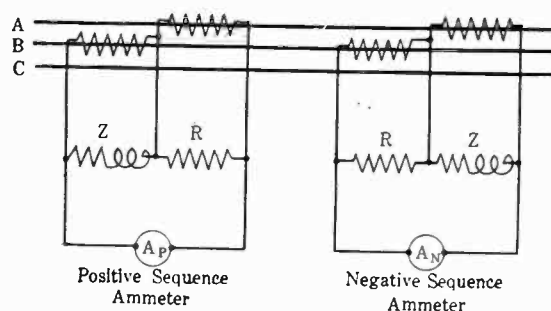 A
B
C
Z R
R Z
A_P
A_N
Positive Sequence
Ammeter
Negative Sequence
Ammeter